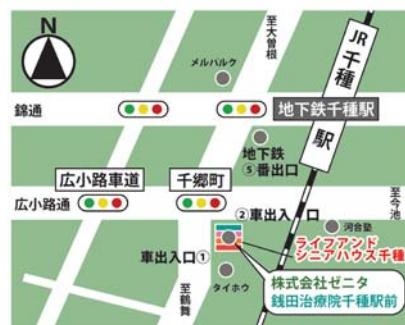 N
至大曽根
JR千種駅
メルパルク
錦通
地下鉄千種駅
地下鉄
⑤番出口
広小路車道
千郷町
至今池
広小路通
②車出入 口
河合塾
車出入口①
ライフアンド
シニアハウス千種
至鶴舞
タイホウ
株式会社ゼニタ
銭田治療院千種駅前